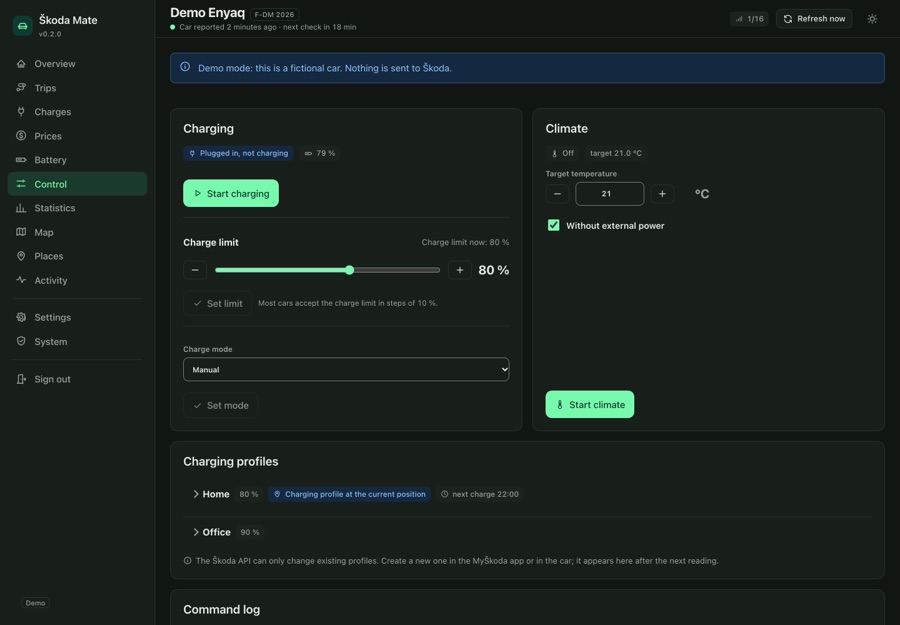 Škoda Mate
v0.2.0
Overview
Trips
Charges
Prices
Battery
Control
Statistics
Map
Places
Activity
Settings
System
Sign out
Demo
Demo Enyaq F-DM 2026
Car reported 2 minutes ago · next check in 18 min
1/16
Refresh now
Demo mode: this is a fictional car. Nothing is sent to Škoda.
Charging
Plugged in, not charging 79 %
Start charging
Charge limit Charge limit now: 80 %
− + 80 %
Set limit Most cars accept the charge limit in steps of 10 %.
Charge mode
Manual
Set mode
Climate
Off target 21.0 °C
Target temperature
− 21 + °C
Without external power
Start climate
Charging profiles
Home 80 % Charging profile at the current position next charge 22:00
Office 90 %
The Škoda API can only change existing profiles. Create a new one in the MyŠkoda app or in the car; it appears here after the next reading.
Command log